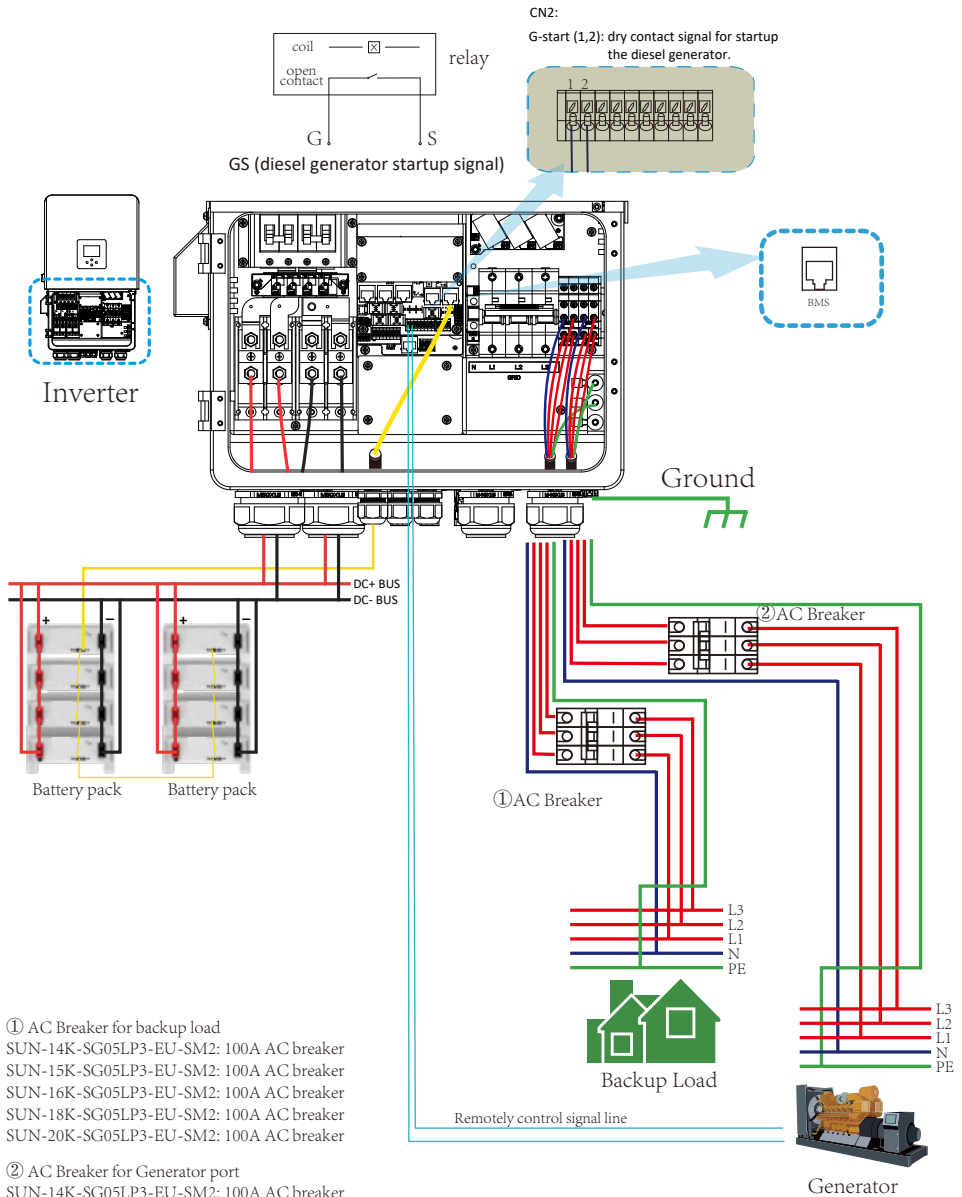 CN2:
G-start (1,2): dry contact signal for startup
the diesel generator.
coil
relay
open
contact
G
S
GS (diesel generator startup signal)
1 2
BMS
Inverter
N L1 L2 L3
GRID
Ground
DC+ BUS
DC- BUS
+ −
+ −
Battery pack
Battery pack
②AC Breaker
①AC Breaker
L3
L2
L1
N
PE
L3
L2
L1
N
PE
Backup Load
Remotely control signal line
Generator
① AC Breaker for backup load
SUN-14K-SG05LP3-EU-SM2: 100A AC breaker
SUN-15K-SG05LP3-EU-SM2: 100A AC breaker
SUN-16K-SG05LP3-EU-SM2: 100A AC breaker
SUN-18K-SG05LP3-EU-SM2: 100A AC breaker
SUN-20K-SG05LP3-EU-SM2: 100A AC breaker
② AC Breaker for Generator port
SUN-14K-SG05LP3-EU-SM2: 100A AC breaker